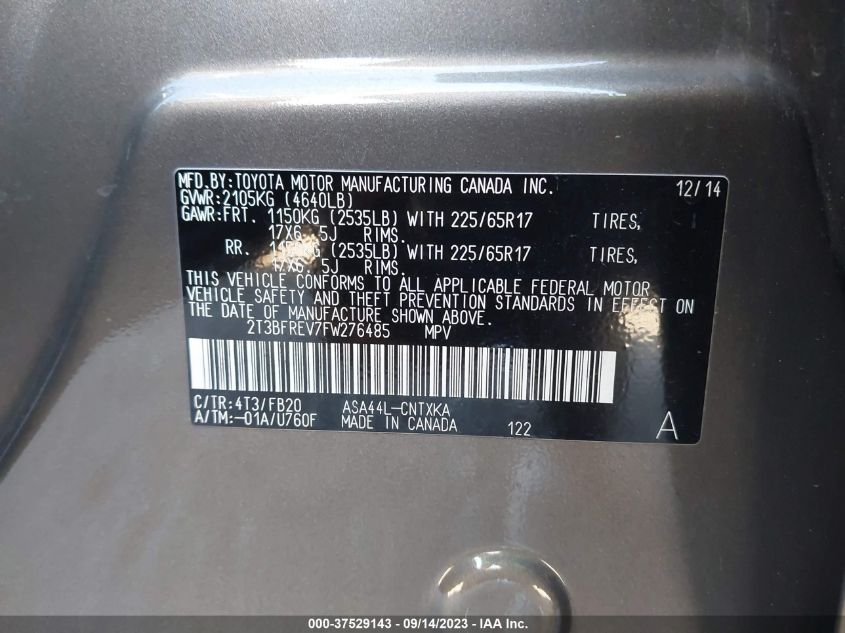 MFD.BY:TOYOTA MOTOR MANUFACTURING CANADA INC. 12/14
GVWR:2105KG (4640LB)
GAWR:FRT. 1150KG (2535LB) WITH 225/65R17 TIRES,
17X6. 5J RIMS.
RR. (2535LB) WITH 225/65R17 TIRES,
17X6. 5J RIMS.
THIS VEHICLE CONFORMS TO ALL APPLICABLE FEDERAL MOTOR
VEHICLE SAFETY AND THEFT PREVENTION STANDARDS IN EFFECT ON
THE DATE OF MANUFACTURE SHOWN ABOVE.
2T3BFREV7FW276485 MPV
C/TR:4T3/FB20 ASA44L-CNTXKA
A/TM:-01A/U760F MADE IN CANADA 122 A
000-37529143 - 09/14/2023 - IAA Inc.